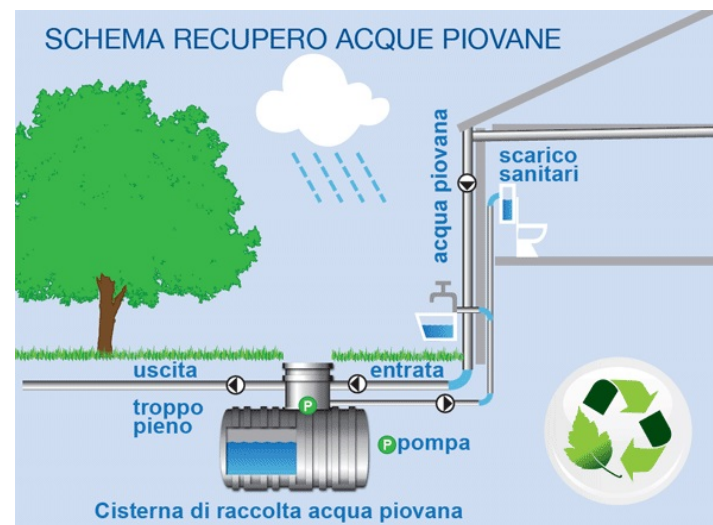 SCHEMA RECUPERO ACQUE PIOVANE
acqua piovana
scarico
sanitari
uscita
entrata
troppo
pieno
P
P pompa
Cisterna di raccolta acqua piovana